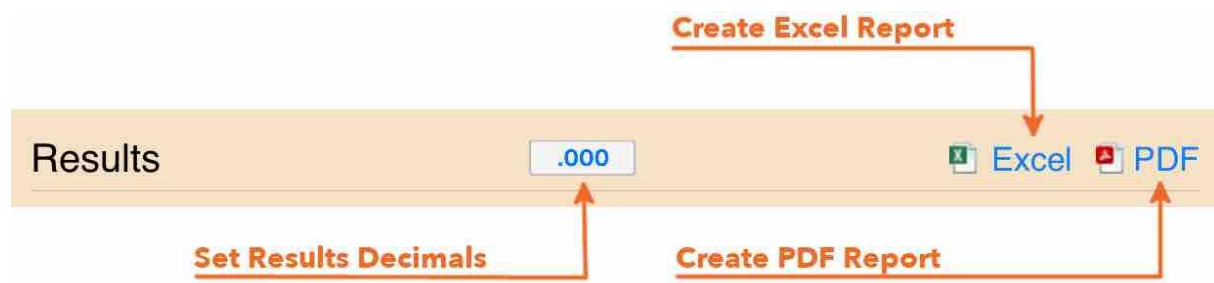 Create Excel Report
Results .000 Excel PDF
Set Results Decimals Create PDF Report